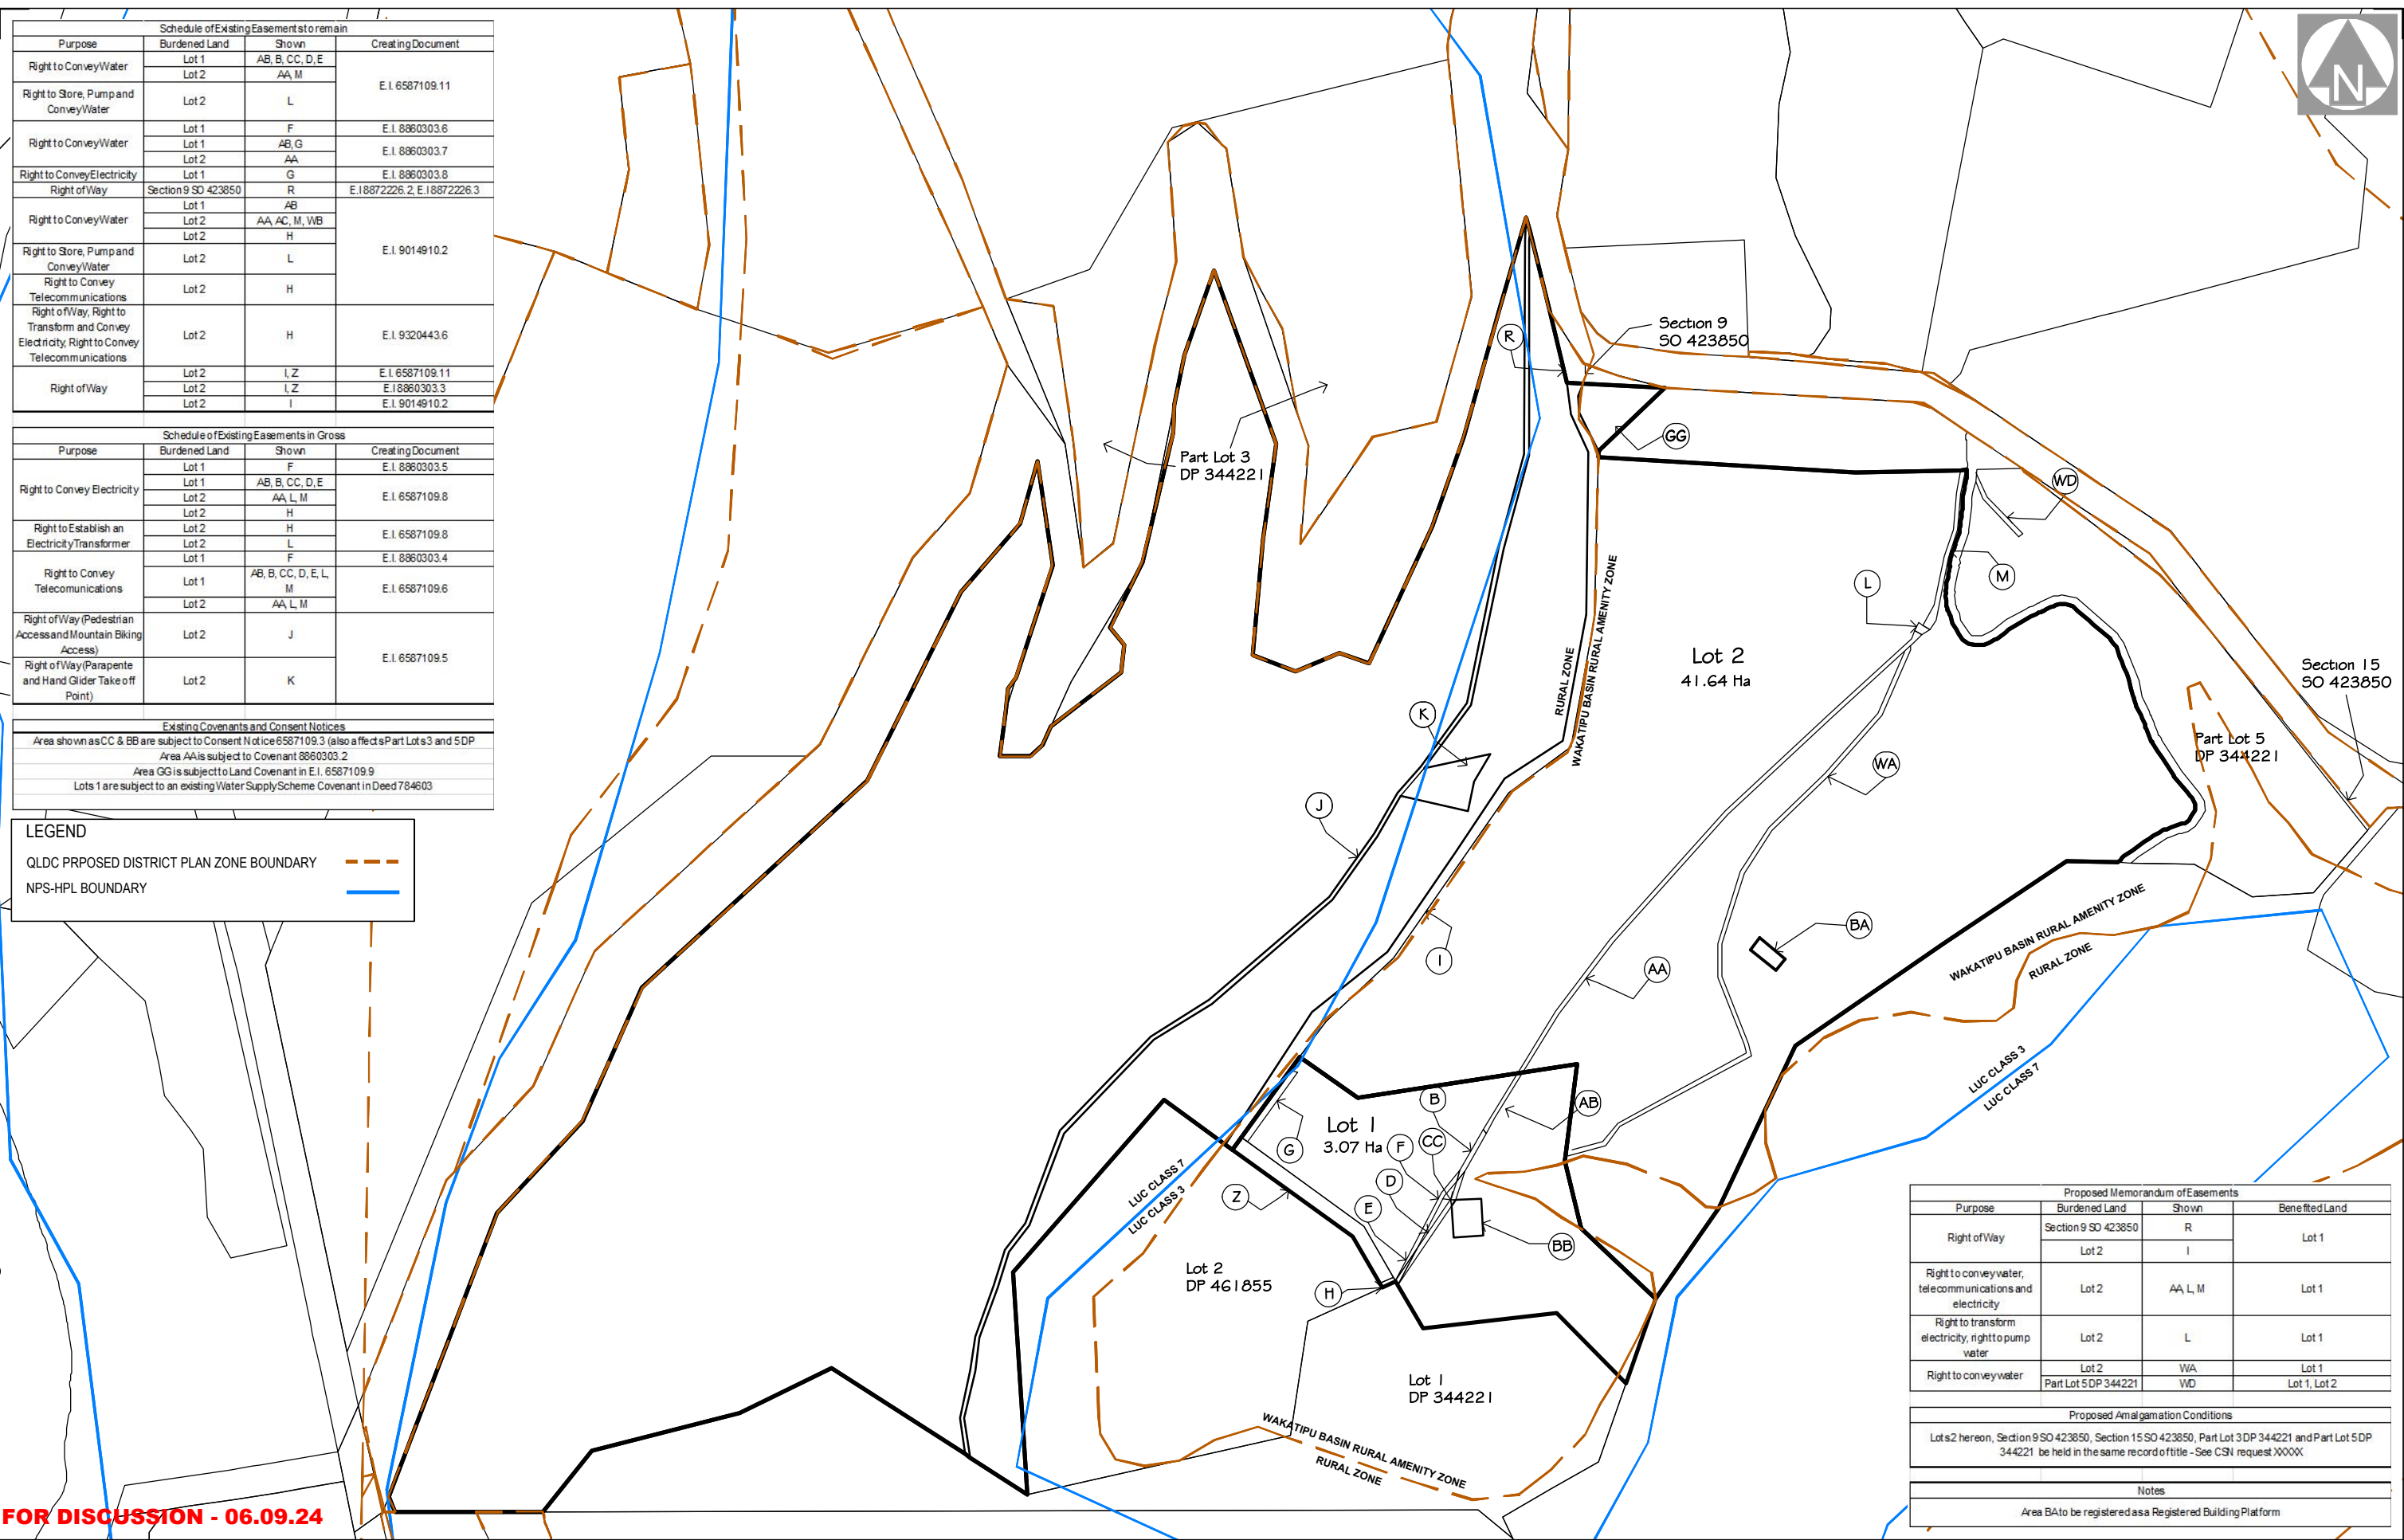 Schedule of Existing Easements to remain
Purpose Burdened Land Shown Creating Document
Right to Convey Water Lot 1 AB, B, CC, D, E E.I. 6587109.11
Lot 2 AA, M
Right to Store, Pump and
Convey Water Lot 2 L
Right to Convey Water Lot 1 F E.I. 8860303.6
Lot 1 AB, G E.I. 8860303.7
Lot 2 AA
Right to Convey Electricity Lot 1 G E.I. 8860303.8
Right of Way Section 9 SO 423850 R E.I 8872226.2, E.I 8872226.3
Right to Convey Water Lot 1 AB E.I. 9014910.2
Lot 2 AA, AC, M, WB
Lot 2 H
Right to Store, Pump and
Convey Water Lot 2 L
Right to Convey
Telecommunications Lot 2 H
Right of Way, Right to
Transform and Convey
Electricity, Right to Convey
Telecommunications Lot 2 H E.I. 9320443.6
Right of Way Lot 2 I, Z E.I. 6587109.11
Lot 2 I, Z E.I 8860303.3
Lot 2 I E.I. 9014910.2
Schedule of Existing Easements in Gross
Purpose Burdened Land Shown Creating Document
Right to Convey Electricity Lot 1 F E.I. 8860303.5
Lot 1 AB, B, CC, D, E E.I. 6587109.8
Lot 2 AA, L, M
Lot 2 H
Right to Establish an
Electricity Transformer Lot 2 H E.I. 6587109.8
Lot 2 L
Right to Convey
Telecomunications Lot 1 F E.I. 8860303.4
Lot 1 AB, B, CC, D, E, L,
M E.I. 6587109.6
Lot 2 AA, L, M
Right of Way (Pedestrian
Access and Mountain Biking
Access) Lot 2 J E.I. 6587109.5
Right of Way (Parapente
and Hand Glider Take off
Point) Lot 2 K
Existing Covenants and Consent Notices
Area shown as CC & BB are subject to Consent Notice 6587109.3 (also affects Part Lots 3 and 5 DP
Area AA is subject to Covenant 8860303.2
Area GG is subject to Land Covenant in E.I. 6587109.9
Lots 1 are subject to an existing Water Supply Scheme Covenant in Deed 784603
LEGEND
QLDC PRPOSED DISTRICT PLAN ZONE BOUNDARY
NPS-HPL BOUNDARY
N
Section 9
SO 423850
R
GG
Part Lot 3
DP 344221
WD
M
L
Lot 2
41.64 Ha
RURAL ZONE
WAKATIPU BASIN RURAL AMENITY ZONE
Section 15
SO 423850
Part Lot 5
DP 344221
K
WA
J
BA
I
AA
WAKATIPU BASIN RURAL AMENITY ZONE
RURAL ZONE
LUC CLASS 3
LUC CLASS 7
B
AB
Lot 1
3.07 Ha
F
CC
G
D
Z
E
BB
H
LUC CLASS 7
LUC CLASS 3
Lot 2
DP 461855
Lot 1
DP 344221
WAKATIPU BASIN RURAL AMENITY ZONE
RURAL ZONE
Proposed Memorandum of Easements
Purpose Burdened Land Shown Benefited Land
Right of Way Section 9 SO 423850 R Lot 1
Lot 2 I
Right to convey water,
telecommunications and
electricity Lot 2 AA, L, M Lot 1
Right to transform
electricity, right to pump
water Lot 2 L Lot 1
Right to convey water Lot 2 WA Lot 1
Part Lot 5 DP 344221 WD Lot 1, Lot 2
Proposed Amalgamation Conditions
Lots 2 hereon, Section 9 SO 423850, Section 15 SO 423850, Part Lot 3 DP 344221 and Part Lot 5 DP
344221 be held in the same record of title - See CSN request XXXXX
Notes
Area BA to be registered as a Registered Building Platform
FOR DISCUSSION - 06.09.24